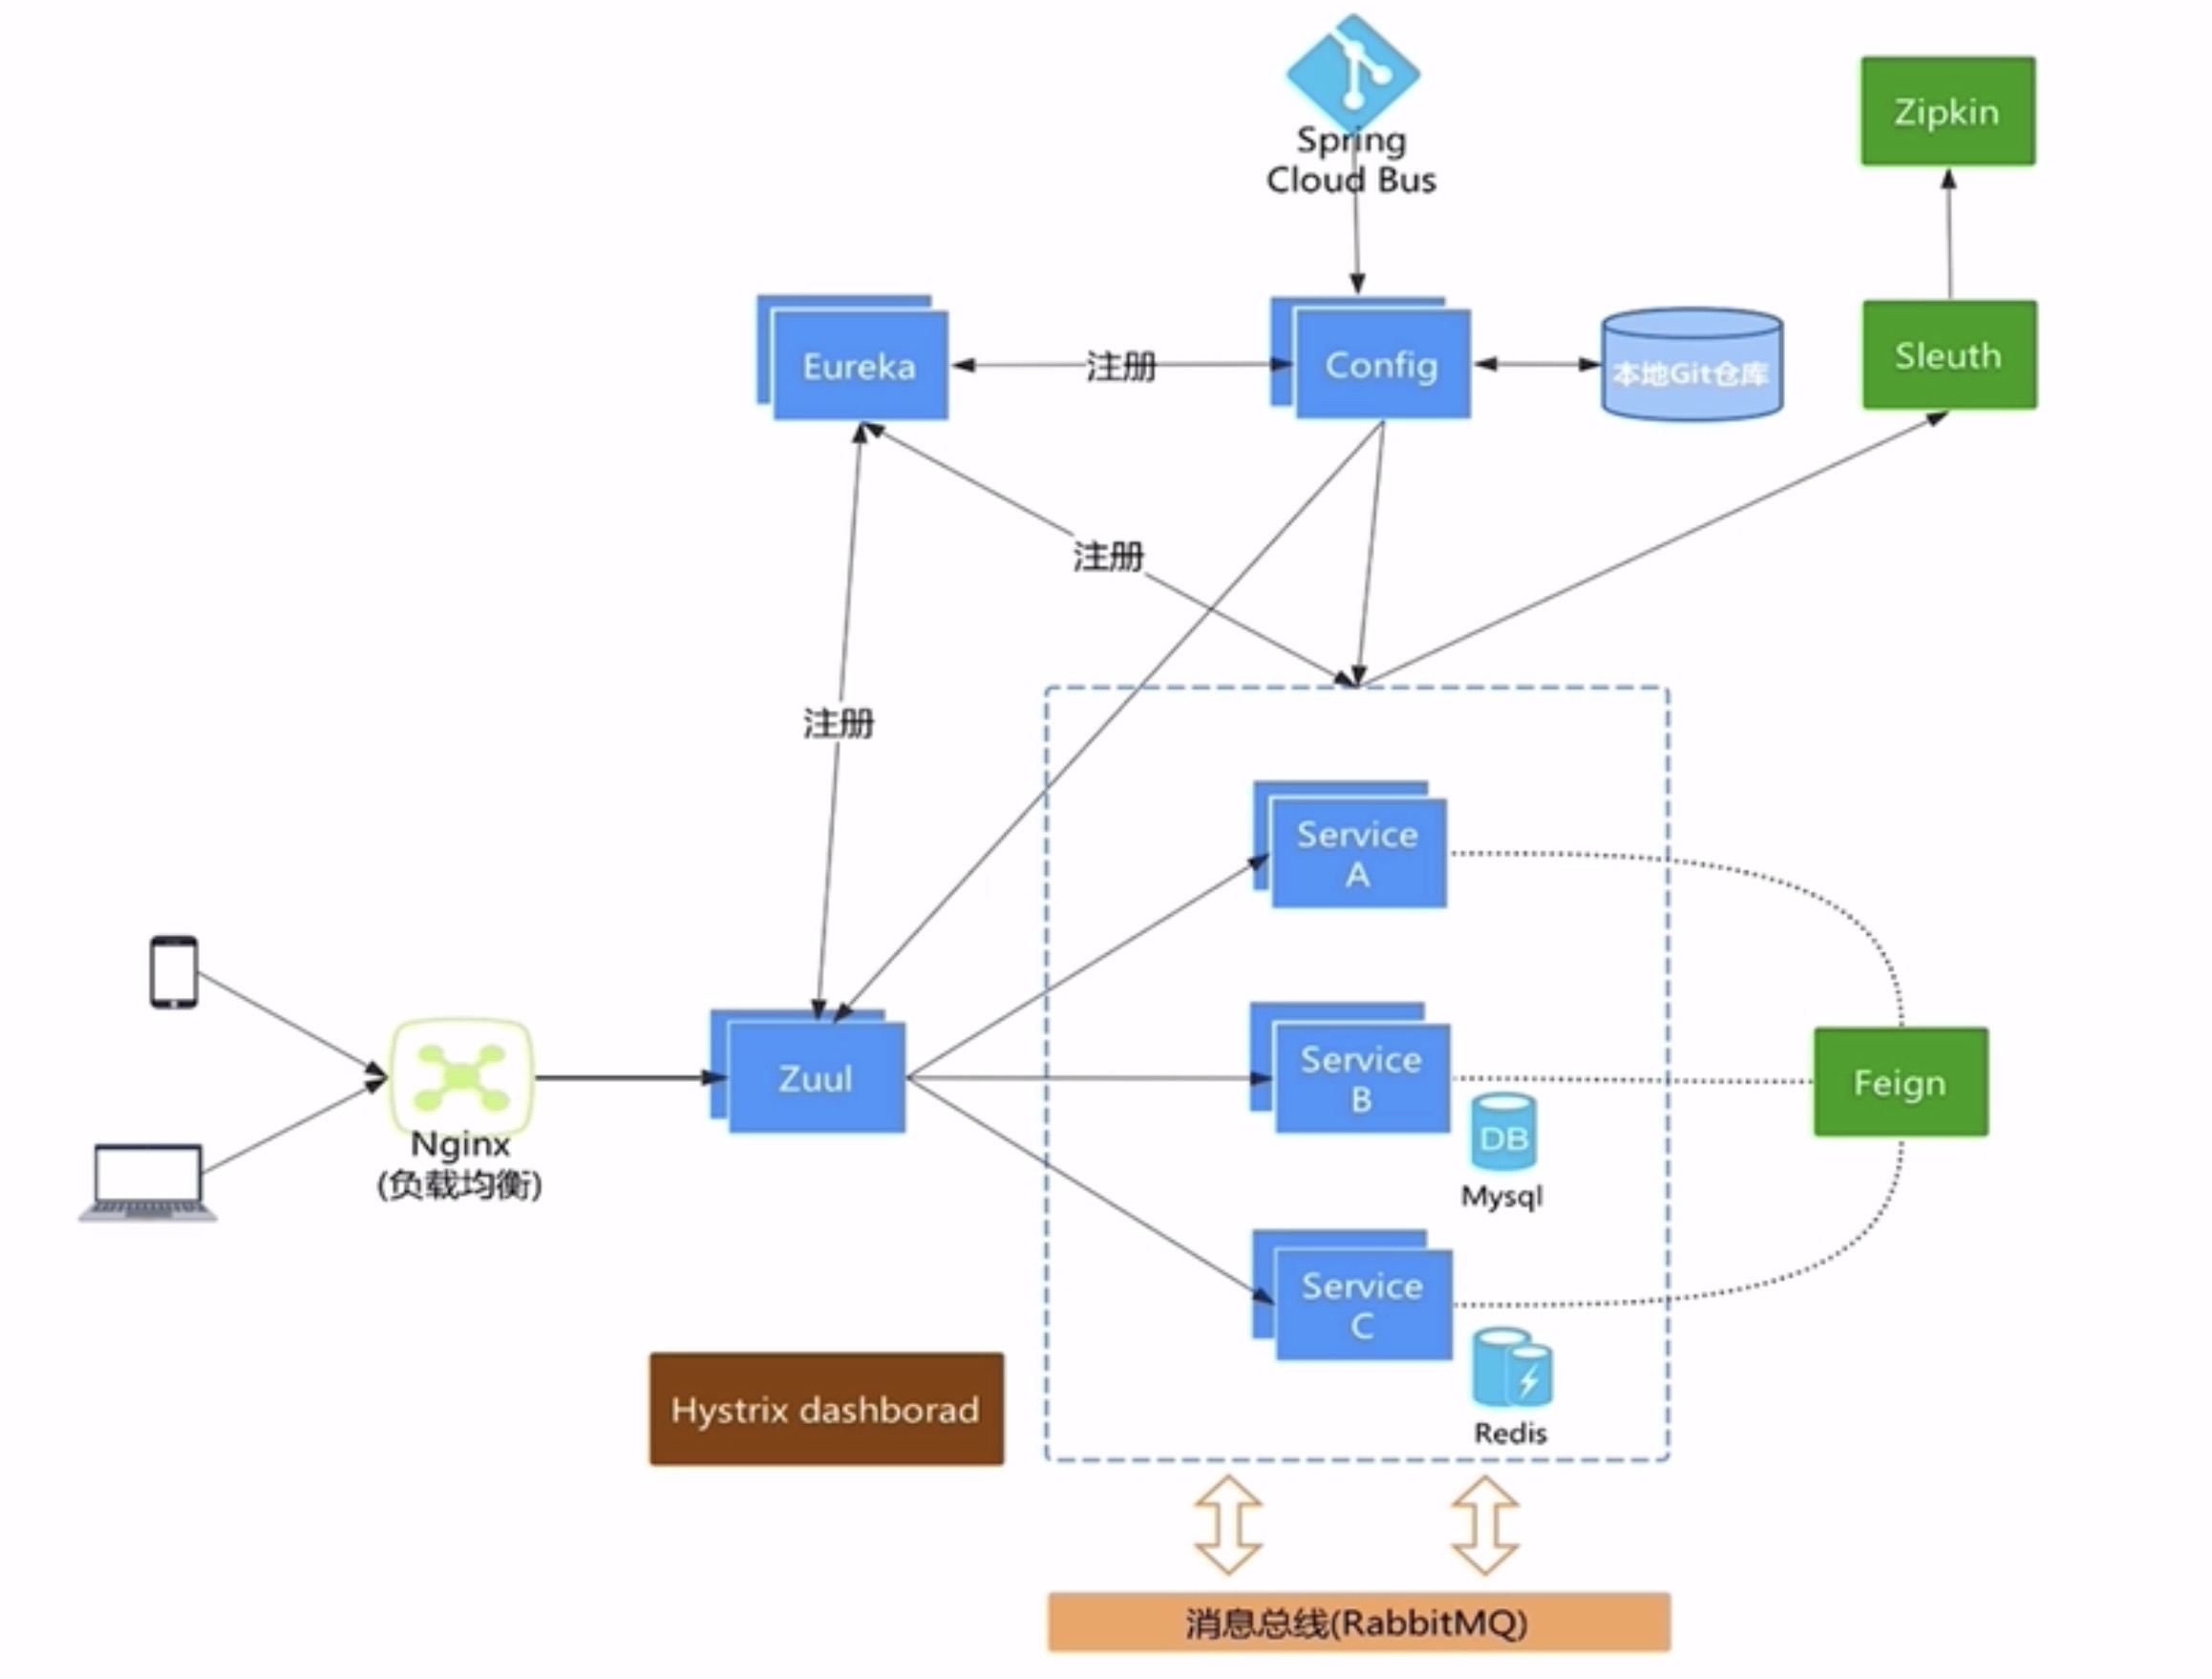 Spring
Cloud Bus
Zipkin
Eureka
注册
Config
本地Git仓库
Sleuth
注册
注册
Service
A
Zuul
Service
B
Feign
DB
Mysql
Nginx
(负载均衡)
Service
C
Hystrix dashborad
Redis
消息总线(RabbitMQ)